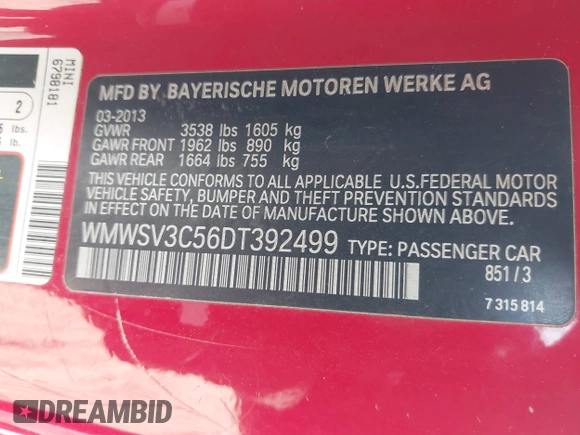 MFD BY BAYERISCHE MOTOREN WERKE AG
03-2013
GVWR 3538 lbs 1605 kg
GAWR FRONT 1962 lbs 890 kg
GAWR REAR 1664 lbs 755 kg
THIS VEHICLE CONFORMS TO ALL APPLICABLE U.S.FEDERAL MOTOR
VEHICLE SAFETY, BUMPER AND THEFT PREVENTION STANDARDS
IN EFFECT ON THE DATE OF MANUFACTURE SHOWN ABOVE.
WMWSV3C56DT392499 TYPE: PASSENGER CAR
851/3
7 315 814
MINI
6798181
2
lbs.
lb.
DREAMBID